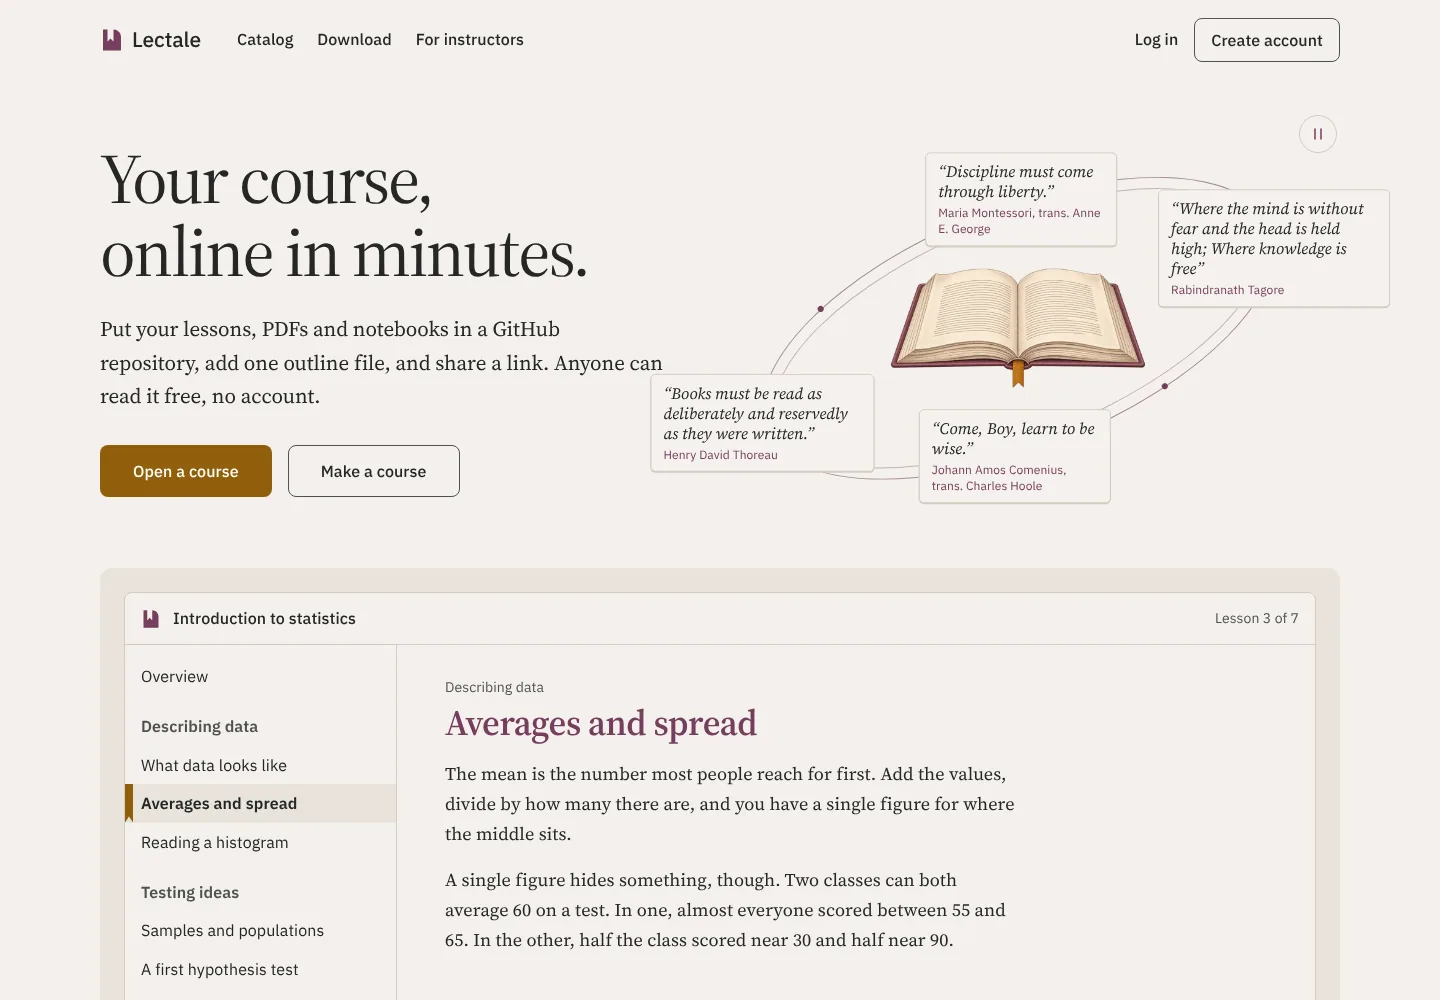 Lectale
Catalog
Download
For instructors
Log in
Create account
Your course,
online in minutes.
Put your lessons, PDFs and notebooks in a GitHub
repository, add one outline file, and share a link. Anyone can
read it free, no account.
Open a course
Make a course
“Discipline must come
through liberty.”
Maria Montessori, trans. Anne
E. George
“Where the mind is without
fear and the head is held
high; Where knowledge is
free”
Rabindranath Tagore
“Books must be read as
deliberately and reservedly
as they were written.”
Henry David Thoreau
“Come, Boy, learn to be
wise.”
Johann Amos Comenius,
trans. Charles Hoole
Introduction to statistics
Lesson 3 of 7
Overview
Describing data
What data looks like
Averages and spread
Reading a histogram
Testing ideas
Samples and populations
A first hypothesis test
Describing data
Averages and spread
The mean is the number most people reach for first. Add the values,
divide by how many there are, and you have a single figure for where
the middle sits.
A single figure hides something, though. Two classes can both
average 60 on a test. In one, almost everyone scored between 55 and
65. In the other, half the class scored near 30 and half near 90.